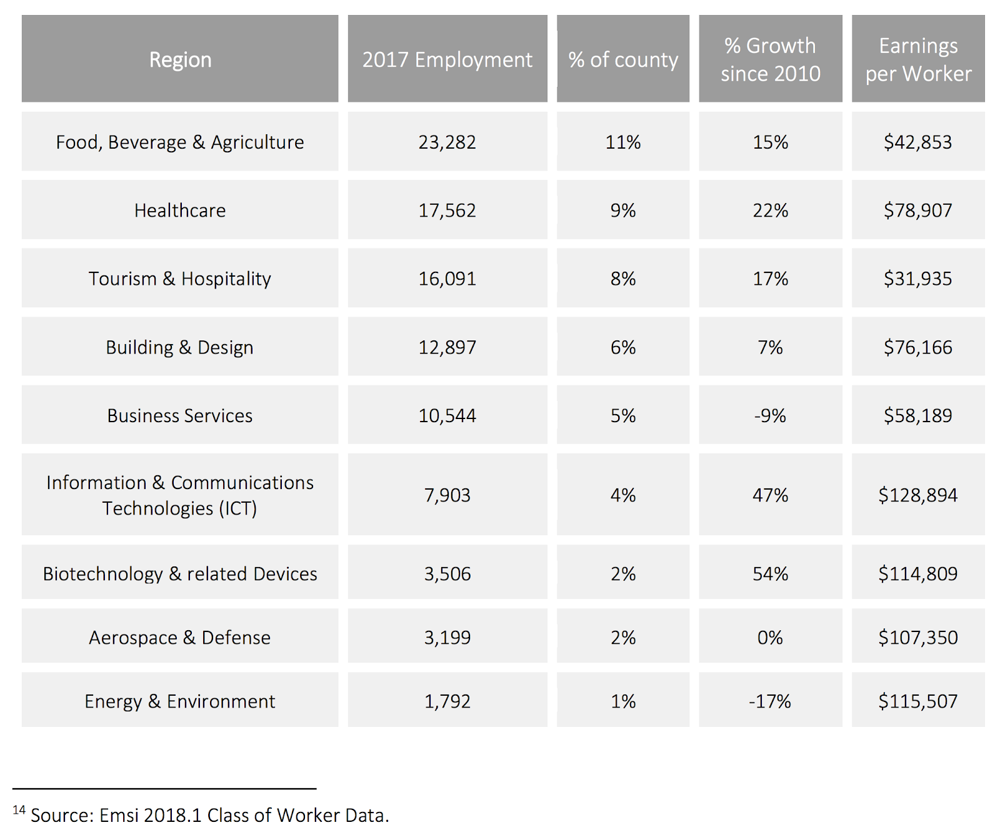 Region 2017 Employment % of county % Growth since 2010 Earnings per Worker
Food, Beverage & Agriculture 23,282 11% 15% $42,853
Healthcare 17,562 9% 22% $78,907
Tourism & Hospitality 16,091 8% 17% $31,935
Building & Design 12,897 6% 7% $76,166
Business Services 10,544 5% -9% $58,189
Information & Communications Technologies (ICT) 7,903 4% 47% $128,894
Biotechnology & related Devices 3,506 2% 54% $114,809
Aerospace & Defense 3,199 2% 0% $107,350
Energy & Environment 1,792 1% -17% $115,507
14 Source: Emsi 2018.1 Class of Worker Data.